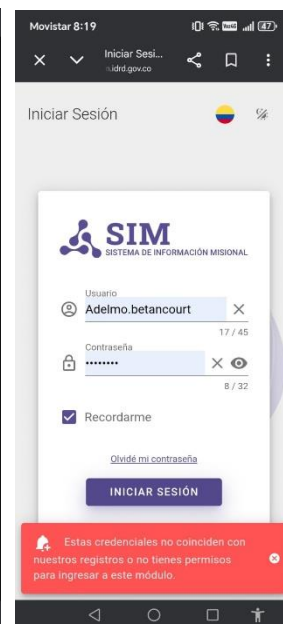 Movistar 8:19
47
Iniciar Sesi...
.idrd.gov.co
Iniciar Sesión
SIM
SISTEMA DE INFORMACIÓN MISIONAL
Usuario
Adelmo.betancourt
17 / 45
Contraseña
••••••••
8 / 32
Recordarme
Olvidé mi contraseña
INICIAR SESIÓN
Estas credenciales no coinciden con
nuestros registros o no tienes permisos
para ingresar a este módulo.